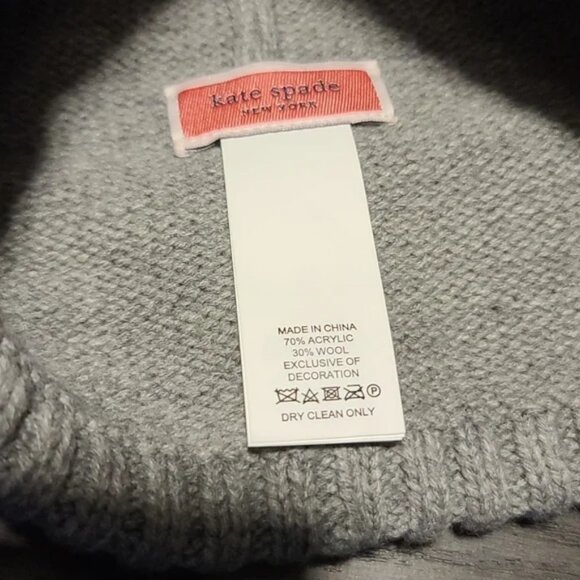 kate spade
NEW YORK
MADE IN CHINA
70% ACRYLIC
30% WOOL
EXCLUSIVE OF
DECORATION
P
DRY CLEAN ONLY